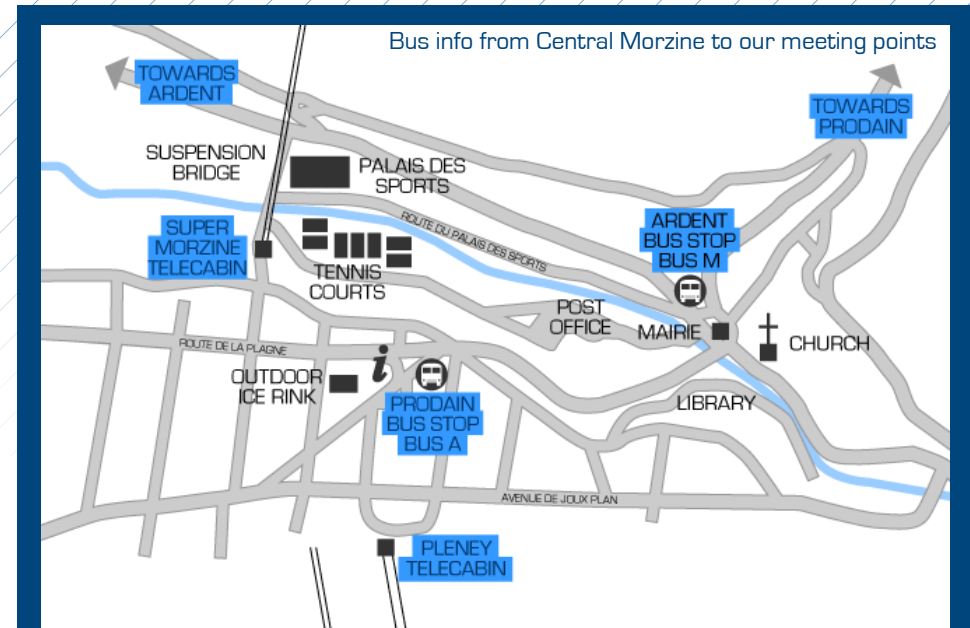 Bus info from Central Morzine to our meeting points
TOWARDS
ARDENT
TOWARDS
PRODAIN
SUSPENSION
BRIDGE
PALAIS DES
SPORTS
SUPER
MORZINE
TELECABIN
ROUTE DU PALAIS DES SPORTS
ARDENT
BUS STOP
BUS M
TENNIS
COURTS
POST
OFFICE
MAIRIE
CHURCH
ROUTE DE LA PLAGNE
i
OUTDOOR
ICE RINK
PRODAIN
BUS STOP
BUS A
LIBRARY
AVENUE DE JOUX PLAN
PLENEY
TELECABIN